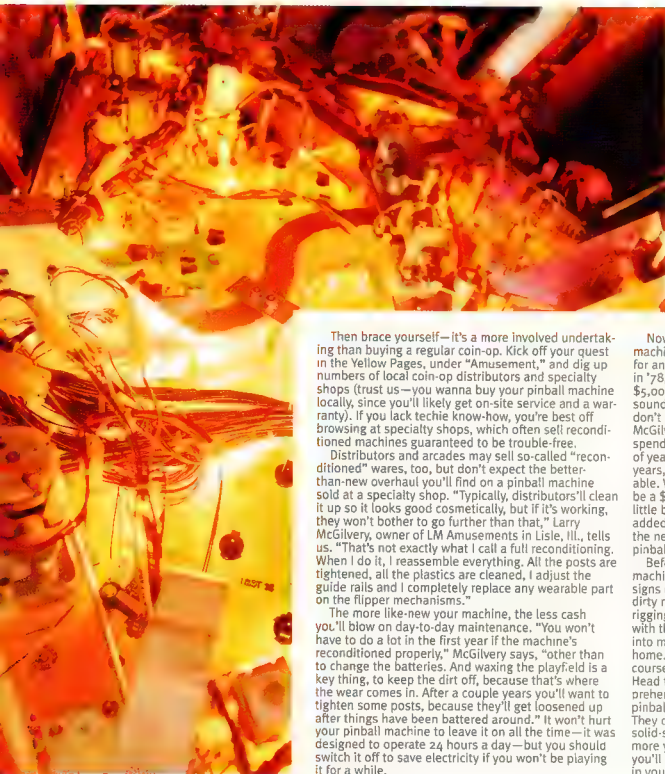 Then brace yourself—it's a more involved undertak-
ing than buying a regular coin-op. Kick off your quest
in the Yellow Pages, under "Amusement," and dig up
numbers of local coin-op distributors and specialty
shops (trust us—you wanna buy your pinball machine
locally, since you'll likely get on-site service and a war-
ranty). If you lack techie know-how, you're best off
browsing at specialty shops, which often sell recondi-
tioned machines guaranteed to be trouble-free.
Distributors and arcades may sell so-called "recon-
ditioned" wares, too, but don't expect the better-
than-new overhaul you'll find on a pinball machine
sold at a specialty shop. "Typically, distributors'll clean
it up so it looks good cosmetically, but if it's working,
they won't bother to go further than that," Larry
McGilvery, owner of LM Amusements in Lisle, Ill., tells
us. "That's not exactly what I call a full reconditioning.
When I do it, I reassemble everything. All the posts are
tightened, all the plastics are cleaned, I adjust the
guide rails and I completely replace any wearable part
on the flipper mechanisms."
The more like-new your machine, the less cash
you'll blow on day-to-day maintenance. "You won't
have to do a lot in the first year if the machine's
reconditioned properly," McGilvery says, "other than
to change the batteries. And waxing the playfield is a
key thing, to keep the dirt off, because that's where
the wear comes in. After a couple years you'll want to
tighten some posts, because they'll get loosened up
after things have been battered around." It won't hurt
your pinball machine to leave it on all the time—it was
designed to operate 24 hours a day—but you should
switch it off to save electricity if you won't be playing
it for a while.
machi
for an
in '78
$5,00
soun
don't
McGil
spend
of yea
years,
able.
be a $
little b
added
the ne
pinbal
Bef
machi
signs
dirty r
riggin
with th
into m
home.
course
Head
prehe
pinbal
They
solid-s
more
you'll